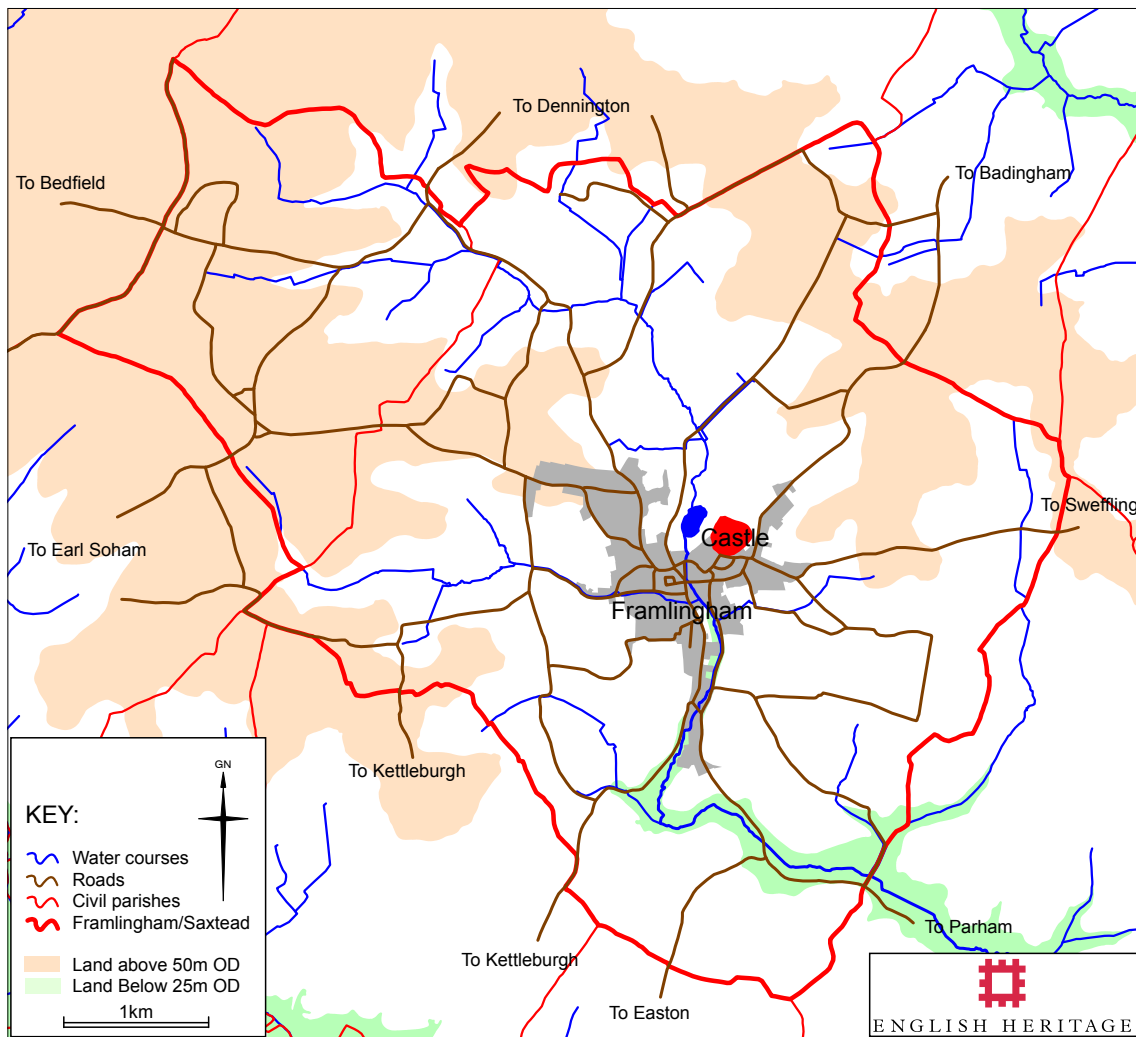 To Dennington
To Badingham
To Bedfield
To Sweffling
Castle
To Earl Soham
Framlingham
To Kettleburgh
To Parham
To Kettleburgh
To Easton
GN
KEY:
Water courses
Roads
Civil parishes
Framlingham/Saxtead
Land above 50m OD
Land Below 25m OD
1km
ENGLISH HERITAGE